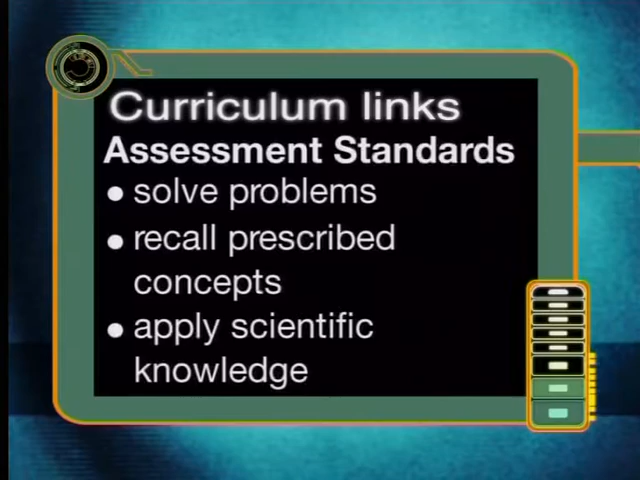 Curriculum links
Assessment Standards
• solve problems
• recall prescribed
concepts
• apply scientific
knowledge